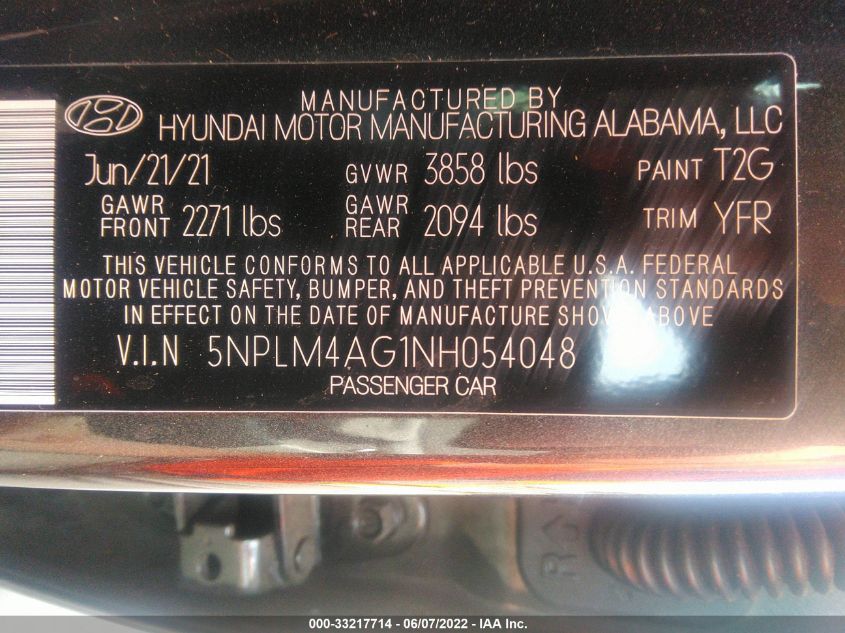 MANUFACTURED BY
HYUNDAI MOTOR MANUFACTURING ALABAMA, LLC
Jun/21/21 GVWR 3858 lbs PAINT T2G
GAWR FRONT 2271 lbs GAWR REAR 2094 lbs TRIM YFR
THIS VEHICLE CONFORMS TO ALL APPLICABLE U.S.A. FEDERAL
MOTOR VEHICLE SAFETY, BUMPER, AND THEFT PREVENTION STANDARDS
IN EFFECT ON THE DATE OF MANUFACTURE SHOWN ABOVE
V.I.N 5NPLM4AG1NH054048
PASSENGER CAR
R
000-33217714 - 06/07/2022 - IAA Inc.